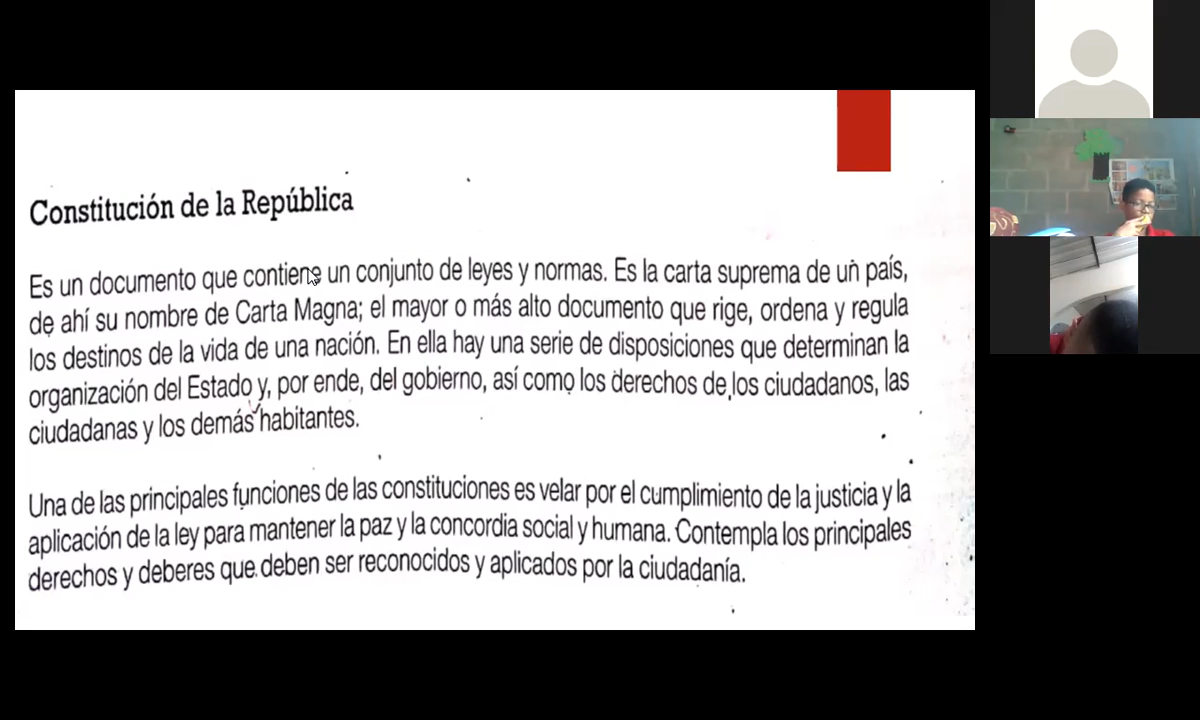 Constitución de la República
Es un documento que contiene un conjunto de leyes y normas. Es la carta suprema de un país,
de ahí su nombre de Carta Magna; el mayor o más alto documento que rige, ordena y regula
los destinos de la vida de una nación. En ella hay una serie de disposiciones que determinan la
organización del Estado y, por ende, del gobierno, así como los derechos de los ciudadanos, las
ciudadanas y los demás habitantes.
Una de las principales funciones de las constituciones es velar por el cumplimiento de la justicia y la
aplicación de la ley para mantener la paz y la concordia social y humana. Contempla los principales
derechos y deberes que deben ser reconocidos y aplicados por la ciudadanía.